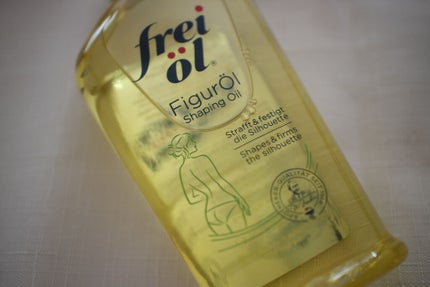 frei
öl®
FigurÖl
Shaping Oil
Strafft & festigt
die Silhouette
Shapes & firms
the silhouette